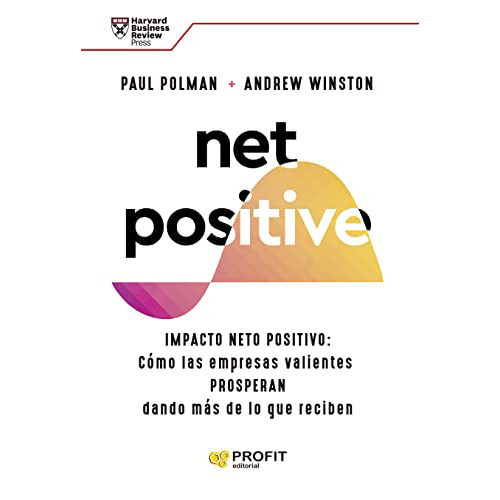 Harvard
Business
Review
Press
PAUL POLMAN + ANDREW WINSTON
net
positive
IMPACTO NETO POSITIVO:
Cómo las empresas valientes
PROSPERAN
dando más de lo que reciben
PROFIT
editorial